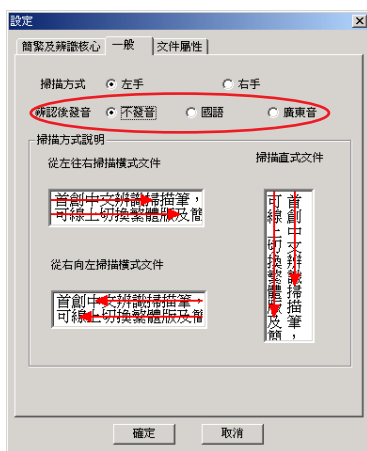 設定
簡繁及辨識核心 一般 文件屬性
掃描方式 左手 右手
辨認後發音 不發音 國語 廣東音
掃描方式說明
從左往右掃描橫式文件
首創中文辨識掃描筆，
可線上切換繁體版及簡
從右向左掃描橫式文件
首創中文辨識掃描筆，
可線上切換繁體版及簡
掃描直式文件
首創中文辨識掃描筆，
可線上切換繁體版及簡
確定 取消